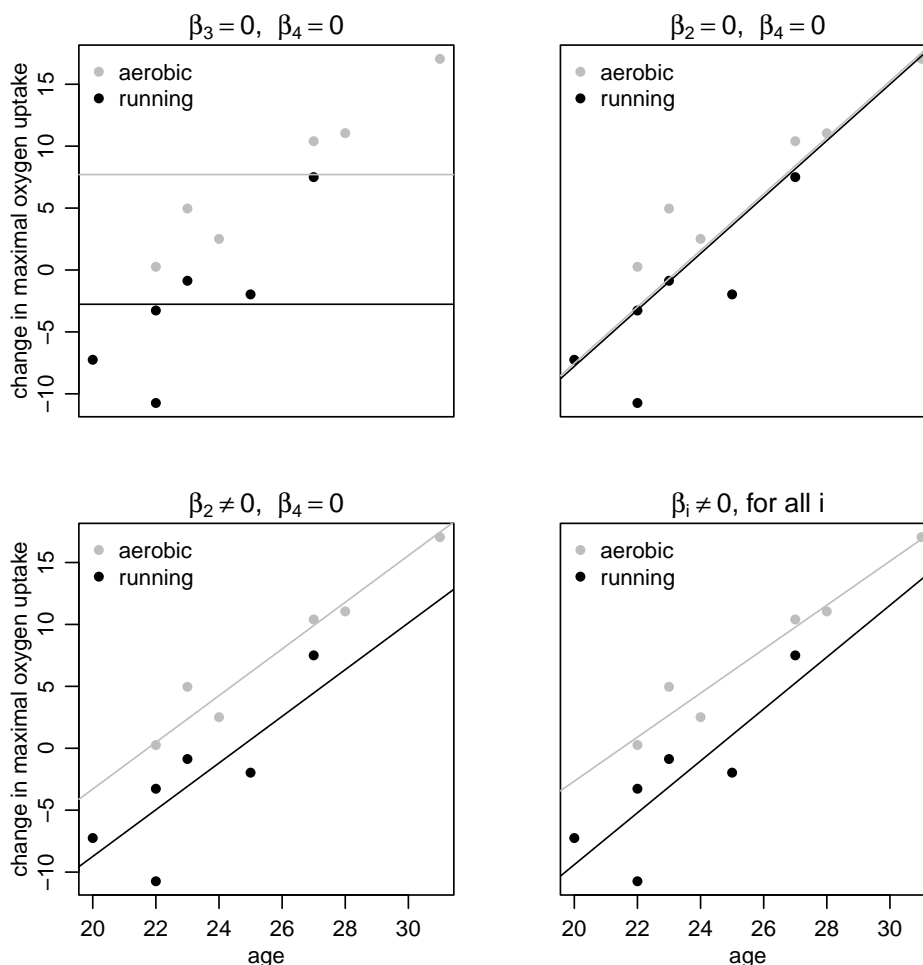 β3 = 0, β4 = 0
aerobic
running
change in maximal oxygen uptake
−10 −5 0 5 10 15
β2 = 0, β4 = 0
aerobic
running
β2 ≠ 0, β4 = 0
aerobic
running
change in maximal oxygen uptake
−10 −5 0 5 10 15
20 22 24 26 28 30
age
βi ≠ 0, for all i
aerobic
running
20 22 24 26 28 30
age